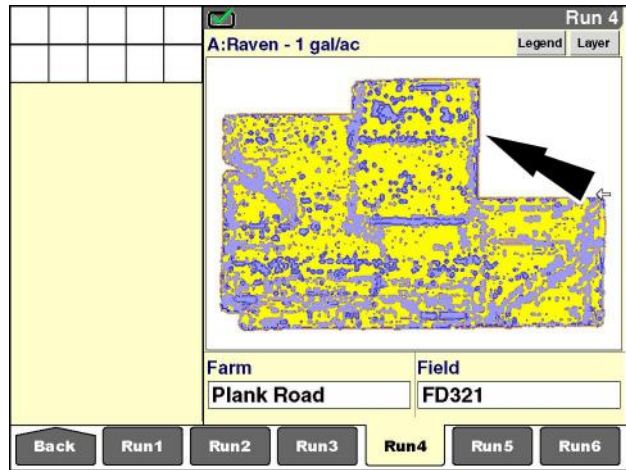 Run 4
A:Raven - 1 gal/ac
Legend
Layer
Farm
Field
Plank Road
FD321
Back
Run1
Run2
Run3
Run4
Run5
Run6